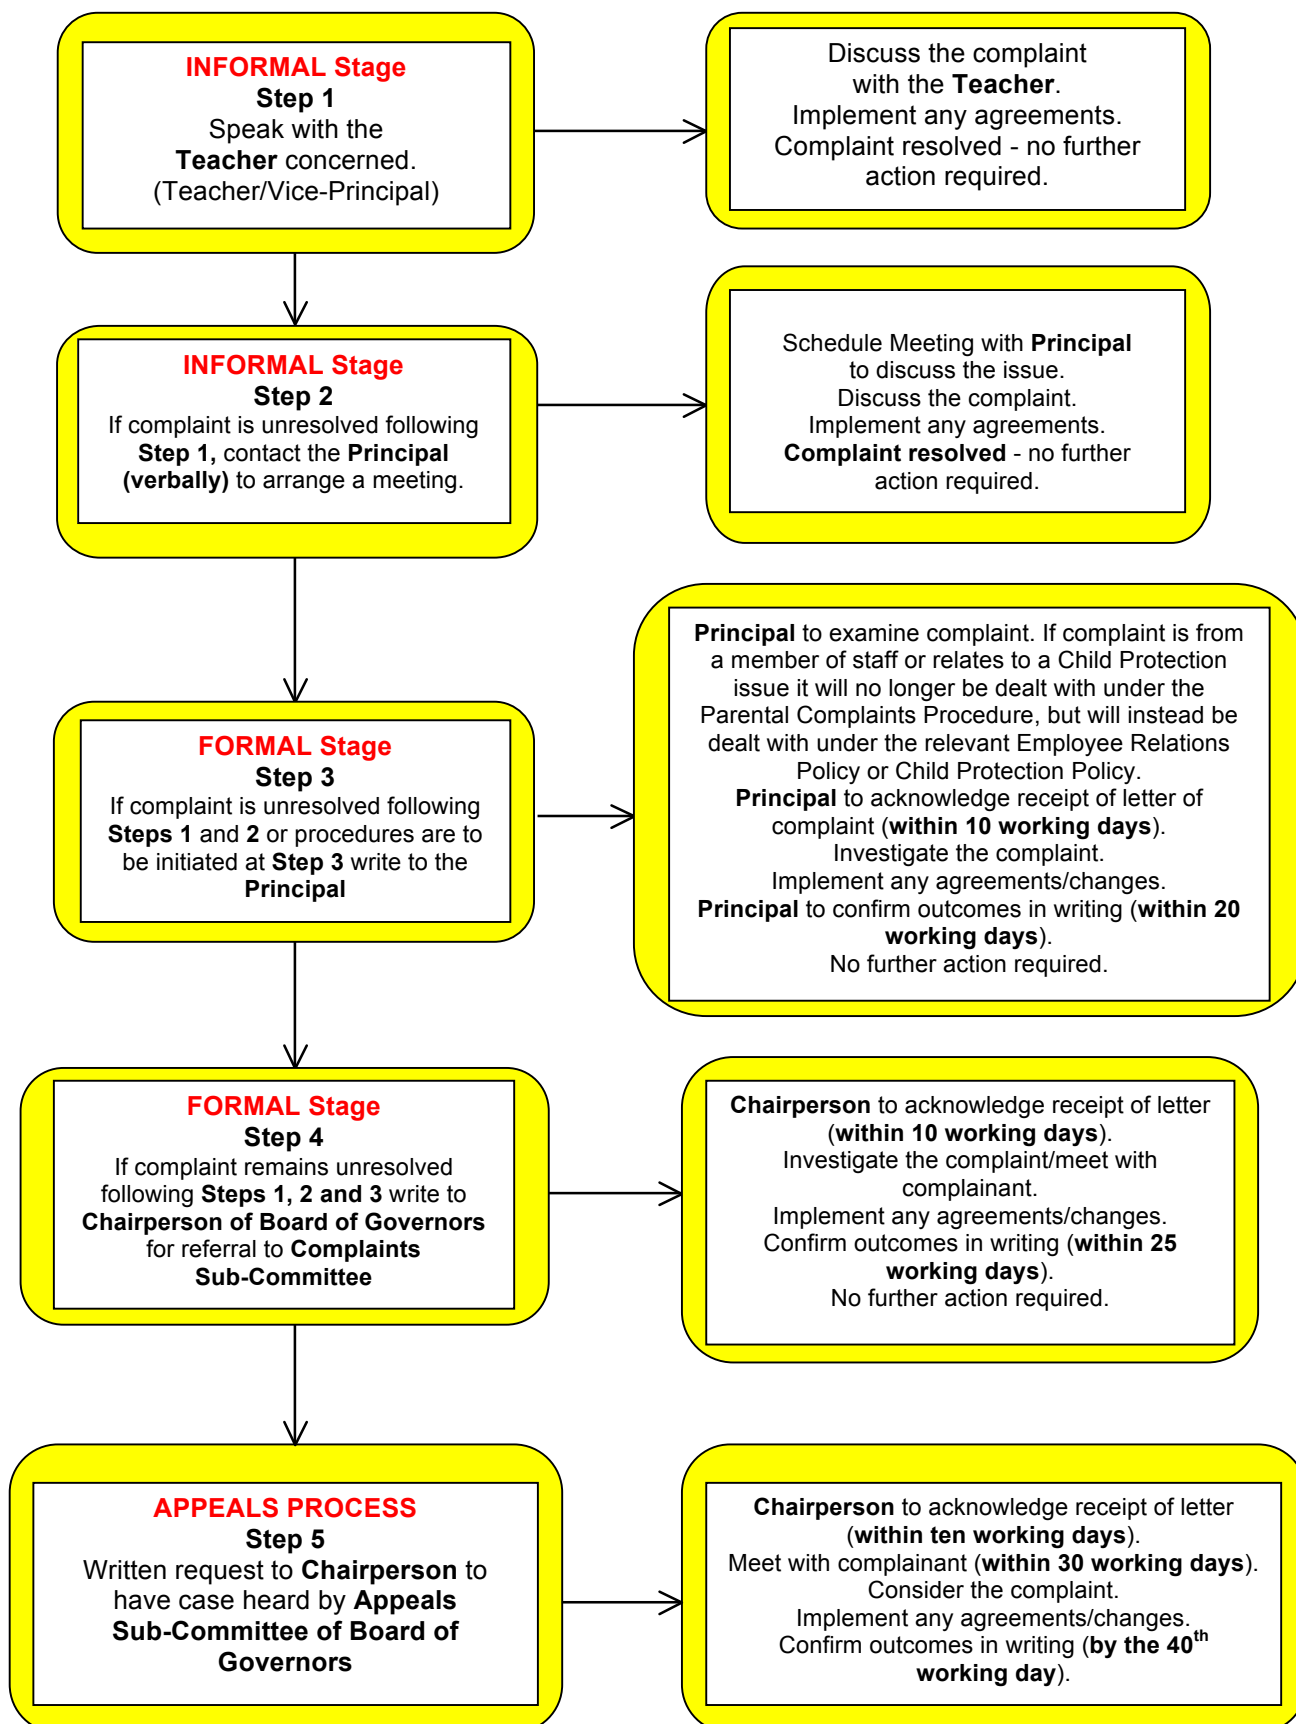 INFORMAL Stage
Step 1
Speak with the
Teacher concerned.
(Teacher/Vice-Principal)
Discuss the complaint
with the Teacher.
Implement any agreements.
Complaint resolved - no further
action required.
INFORMAL Stage
Step 2
If complaint is unresolved following
Step 1, contact the Principal
(verbally) to arrange a meeting.
Schedule Meeting with Principal
to discuss the issue.
Discuss the complaint.
Implement any agreements.
Complaint resolved - no further
action required.
FORMAL Stage
Step 3
If complaint is unresolved following
Steps 1 and 2 or procedures are to
be initiated at Step 3 write to the
Principal
Principal to examine complaint. If complaint is from
a member of staff or relates to a Child Protection
issue it will no longer be dealt with under the
Parental Complaints Procedure, but will instead be
dealt with under the relevant Employee Relations
Policy or Child Protection Policy.
Principal to acknowledge receipt of letter of
complaint (within 10 working days).
Investigate the complaint.
Implement any agreements/changes.
Principal to confirm outcomes in writing (within 20
working days).
No further action required.
FORMAL Stage
Step 4
If complaint remains unresolved
following Steps 1, 2 and 3 write to
Chairperson of Board of Governors
for referral to Complaints
Sub-Committee
Chairperson to acknowledge receipt of letter
(within 10 working days).
Investigate the complaint/meet with
complainant.
Implement any agreements/changes.
Confirm outcomes in writing (within 25
working days).
No further action required.
APPEALS PROCESS
Step 5
Written request to Chairperson to
have case heard by Appeals
Sub-Committee of Board of
Governors
Chairperson to acknowledge receipt of letter
(within ten working days).
Meet with complainant (within 30 working days).
Consider the complaint.
Implement any agreements/changes.
Confirm outcomes in writing (by the 40th
working day).